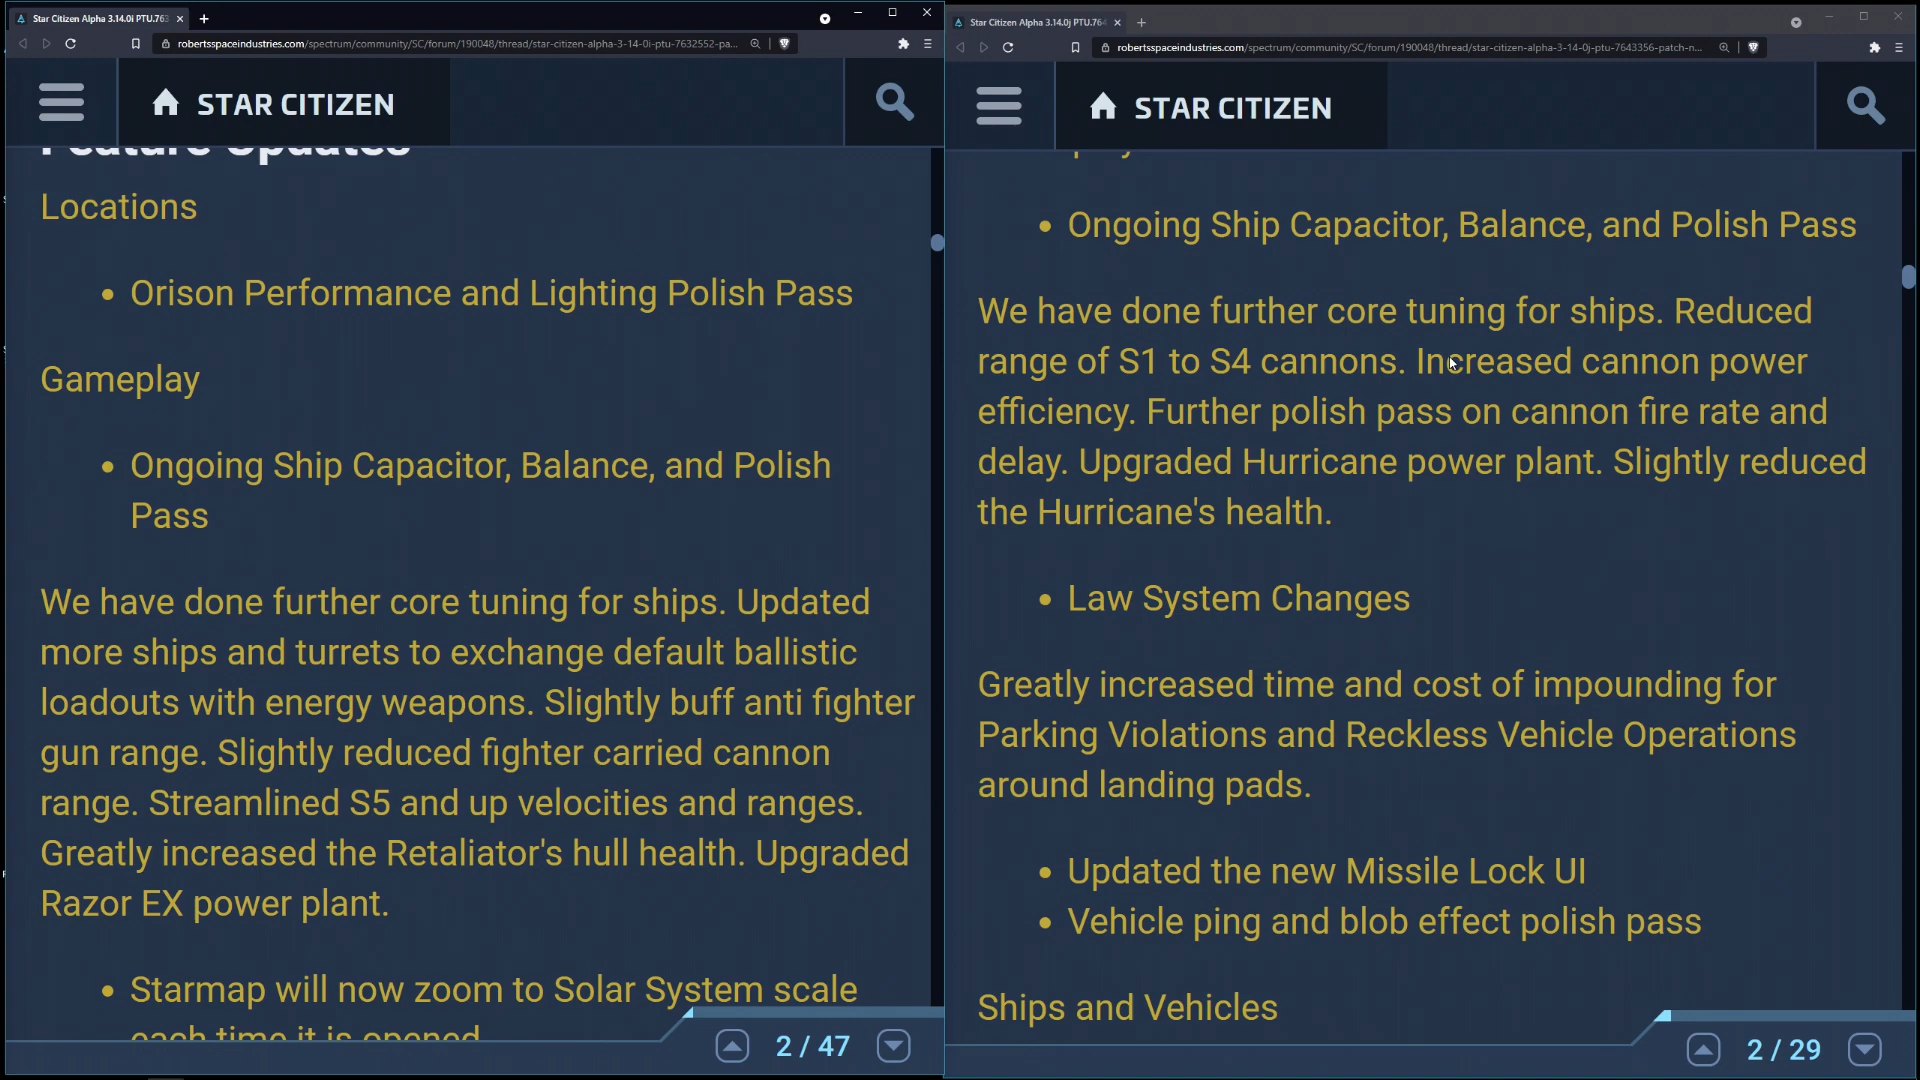 Star Citizen Alpha 3.14.0i PTU.763
robertsspaceindustries.com/spectrum/community/SC/forum/190048/thread/star-citizen-alpha-3-14-0i-ptu-7632552-pa...
STAR CITIZEN
Feature Updates
Locations
• Orison Performance and Lighting Polish Pass
Gameplay
• Ongoing Ship Capacitor, Balance, and Polish
Pass
We have done further core tuning for ships. Updated
more ships and turrets to exchange default ballistic
loadouts with energy weapons. Slightly buff anti fighter
gun range. Slightly reduced fighter carried cannon
range. Streamlined S5 and up velocities and ranges.
Greatly increased the Retaliator's hull health. Upgraded
Razor EX power plant.
• Starmap will now zoom to Solar System scale
each time it is opened
2 / 47
Star Citizen Alpha 3.14.0j PTU.764
robertsspaceindustries.com/spectrum/community/SC/forum/190048/thread/star-citizen-alpha-3-14-0j-ptu-7643356-patch-n...
STAR CITIZEN
• Ongoing Ship Capacitor, Balance, and Polish Pass
We have done further core tuning for ships. Reduced
range of S1 to S4 cannons. Increased cannon power
efficiency. Further polish pass on cannon fire rate and
delay. Upgraded Hurricane power plant. Slightly reduced
the Hurricane's health.
• Law System Changes
Greatly increased time and cost of impounding for
Parking Violations and Reckless Vehicle Operations
around landing pads.
• Updated the new Missile Lock UI
• Vehicle ping and blob effect polish pass
Ships and Vehicles
2 / 29